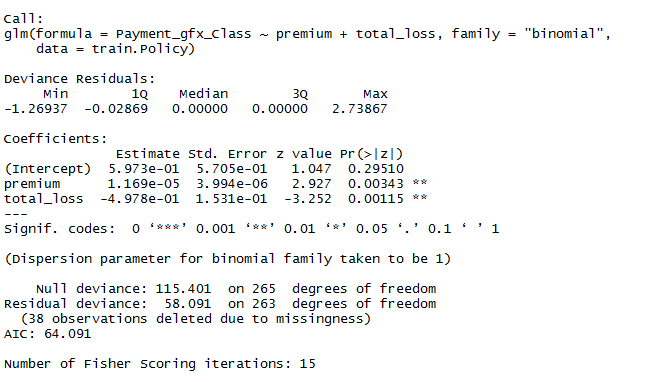 Call:
glm(formula = Payment_gfx_Class ~ premium + total_loss, family = "binomial",
    data = train.Policy)
Deviance Residuals:
     Min       1Q   Median       3Q      Max
-1.26937 -0.02869  0.00000  0.00000  2.73867
Coefficients:
              Estimate Std. Error z value Pr(>|z|)
(Intercept)  5.973e-01  5.705e-01   1.047  0.29510
premium      1.169e-05  3.994e-06   2.927  0.00343 **
total_loss  -4.978e-01  1.531e-01  -3.252  0.00115 **
---
Signif. codes:  0 ‘***’ 0.001 ‘**’ 0.01 ‘*’ 0.05 ‘.’ 0.1 ‘ ’ 1
(Dispersion parameter for binomial family taken to be 1)
    Null deviance: 115.401  on 265  degrees of freedom
Residual deviance:  58.091  on 263  degrees of freedom
  (38 observations deleted due to missingness)
AIC: 64.091
Number of Fisher Scoring iterations: 15